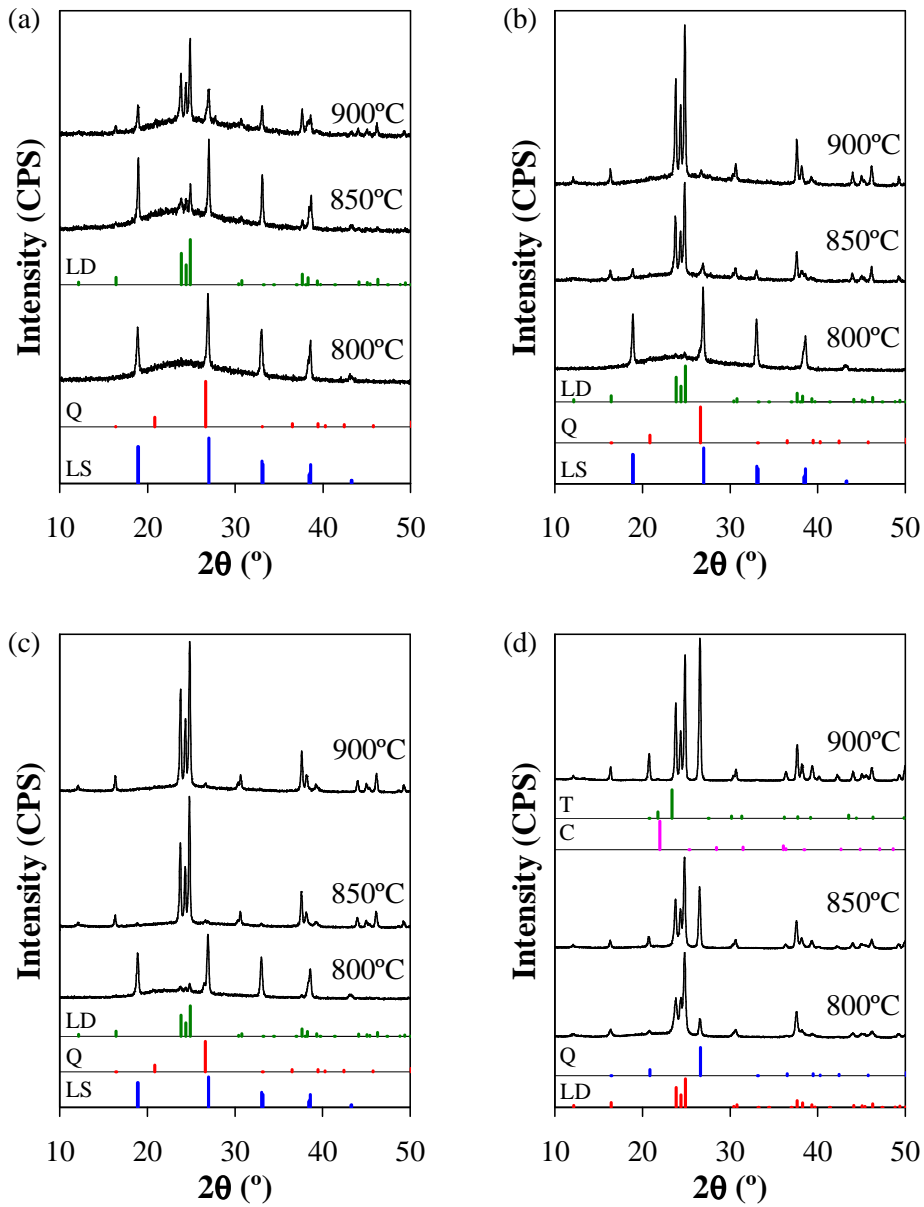 (a)
Intensity (CPS)
900ºC
850ºC
LD
800ºC
Q
LS
10 20 30 40 50
2θ (º)
(b)
Intensity (CPS)
900ºC
850ºC
800ºC
LD
Q
LS
10 20 30 40 50
2θ (º)
(c)
Intensity (CPS)
900ºC
850ºC
800ºC
LD
Q
LS
10 20 30 40 50
2θ (º)
(d)
Intensity (CPS)
900ºC
T
C
850ºC
800ºC
Q
LD
10 20 30 40 50
2θ (º)